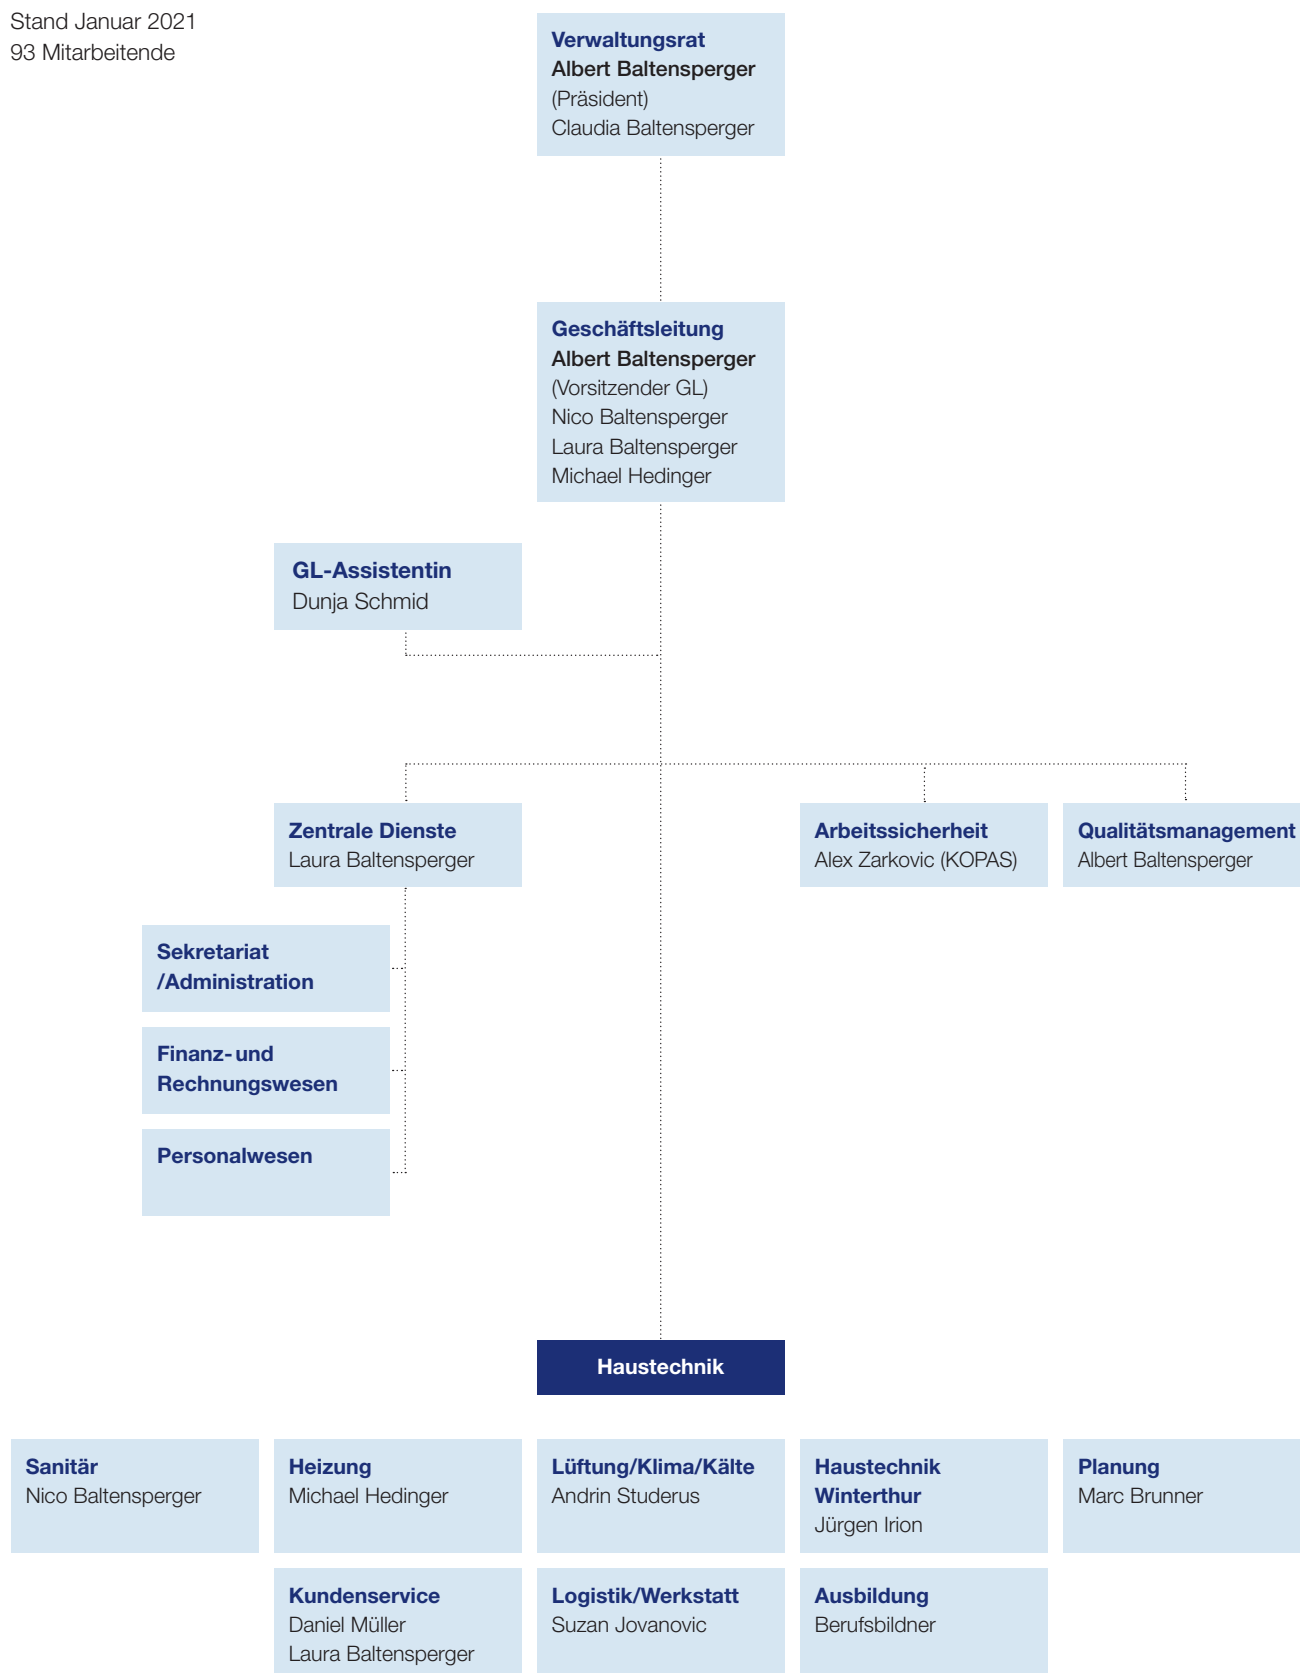 Stand Januar 2021
93 Mitarbeitende
Verwaltungsrat
Albert Baltensperger
(Präsident)
Claudia Baltensperger
Geschäftsleitung
Albert Baltensperger
(Vorsitzender GL)
Nico Baltensperger
Laura Baltensperger
Michael Hedinger
GL-Assistentin
Dunja Schmid
Zentrale Dienste
Laura Baltensperger
Arbeitssicherheit
Alex Zarkovic (KOPAS)
Qualitätsmanagement
Albert Baltensperger
Sekretariat
/Administration
Finanz- und
Rechnungswesen
Personalwesen
Haustechnik
Sanitär
Nico Baltensperger
Heizung
Michael Hedinger
Lüftung/Klima/Kälte
Andrin Studerus
Haustechnik
Winterthur
Jürgen Irion
Planung
Marc Brunner
Kundenservice
Daniel Müller
Laura Baltensperger
Logistik/Werkstatt
Suzan Jovanovic
Ausbildung
Berufsbildner